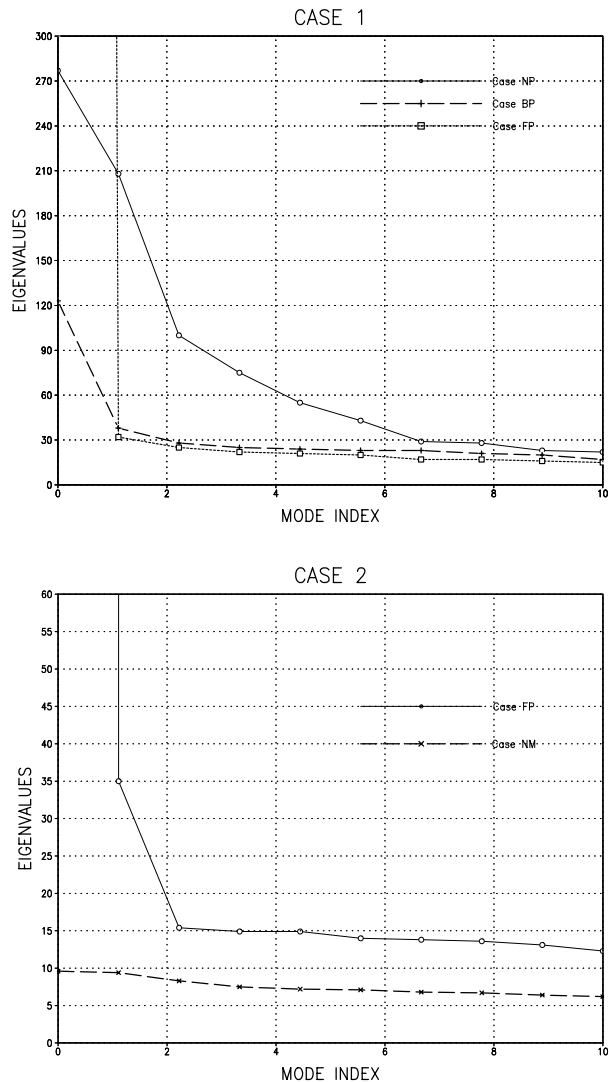 CASE 1
EIGENVALUES
300
270
240
210
180
150
120
90
60
30
0
Case NP
Case BP
Case FP
0 2 4 6 8 10
MODE INDEX
CASE 2
EIGENVALUES
60
55
50
45
40
35
30
25
20
15
10
5
0
Case FP
Case NM
0 2 4 6 8 10
MODE INDEX